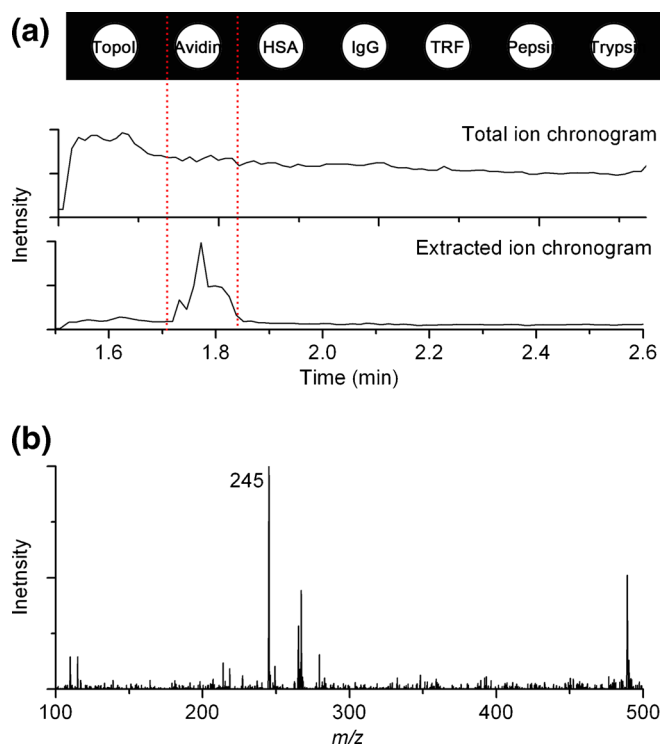 (a)
Topol Avidin HSA IgG TRF Pepsi Trypsi
Total ion chronogram
Extracted ion chronogram
Inetnsity
1.6 1.8 2.0 2.2 2.4 2.6
Time (min)
(b)
245
Inetnsity
100 200 300 400 500
m/z